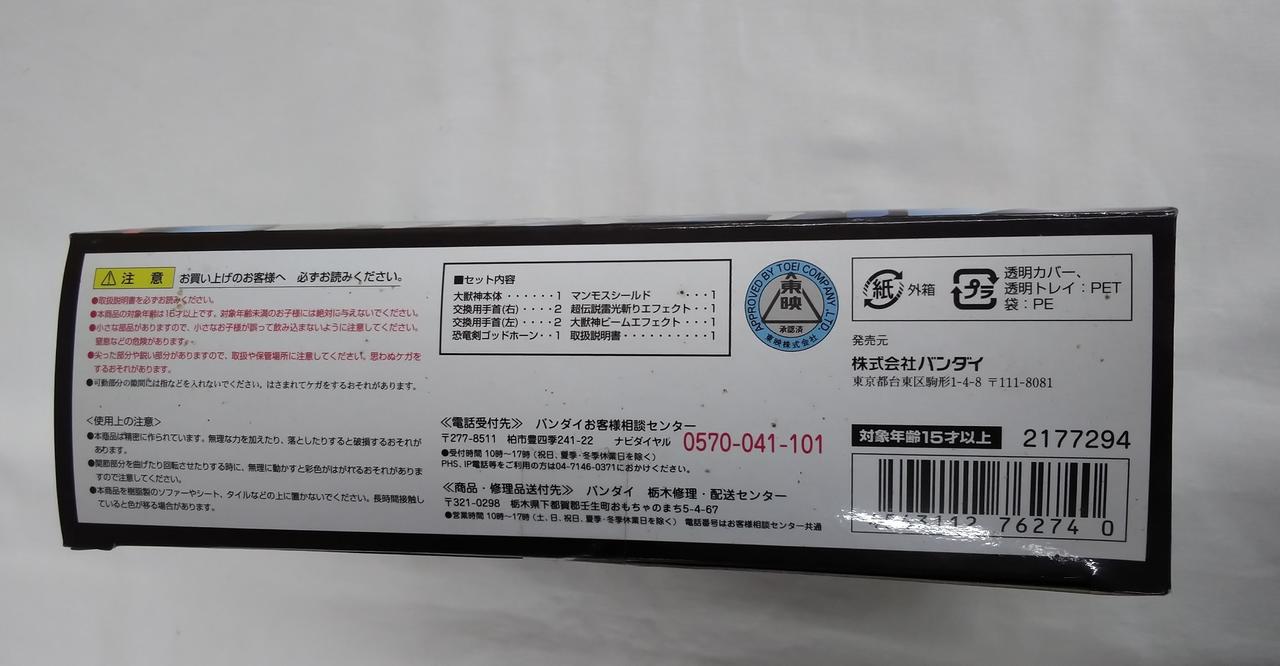 注 意 お買い上げのお客様へ 必ずお読みください。
●取扱説明書を必ずお読みください。
●本商品の対象年齢は15才以上です。対象年齢未満のお子様には絶対に与えないでください。
●小さな部品がありますので、小さなお子様が誤って飲み込まないように注意してください。
窒息などの危険があります。
●尖った部分や鋭い部分がありますので、取扱や保管場所に注意してください。思わぬケガを
するおそれがあります。
●可動部分の隙間には指などを入れないでください。はさまれてケガをするおそれがあります。
<使用上の注意>
●本商品は精密に作られています。無理な力を加えたり、落としたりすると破損するおそれが
あります。
●関節部分を曲げたり回転させたりする時に、無理に動かすと彩色がはがれるおそれがありま
すので注意してください。
●本商品を樹脂製のソファーやシート、タイルなどの上に置かないでください。長時間接触し
ていると色が移る場合があります。
■セット内容
大獣神本体・・・・・・1 マンモスシールド・・・1
交換用手首(右)・・・・2 超伝説雷光斬りエフェクト・・1
交換用手首(左)・・・・2 大獣神ビームエフェクト・・1
恐竜剣ゴッドホーン・・1 取扱説明書・・・・・・・・・・1
≪電話受付先≫ バンダイお客様相談センター
〒277-8511 柏市豊四季241-22 ナビダイヤル 0570-041-101
●受付時間 10時〜17時(祝日、夏季・冬季休業日を除く)
PHS、IP電話等をご利用の方は04-7146-0371におかけください。
≪商品・修理品送付先≫ バンダイ 栃木修理・配送センター
〒321-0298 栃木県下都賀郡壬生町おもちゃのまち5-4-67
●営業時間 10時〜17時(土、日、祝日、夏季・冬季休業日を除く) 電話番号はお客様相談センター共通
APPROVED BY TOEI COMPANY, LTD.
東映
承認済
東映株式会社
紙 外箱
プラ 透明カバー、
透明トレイ:PET
袋:PE
発売元
株式会社バンダイ
東京都台東区駒形1-4-8 〒111-8081
対象年齢15才以上 2177294
4 543112 762740